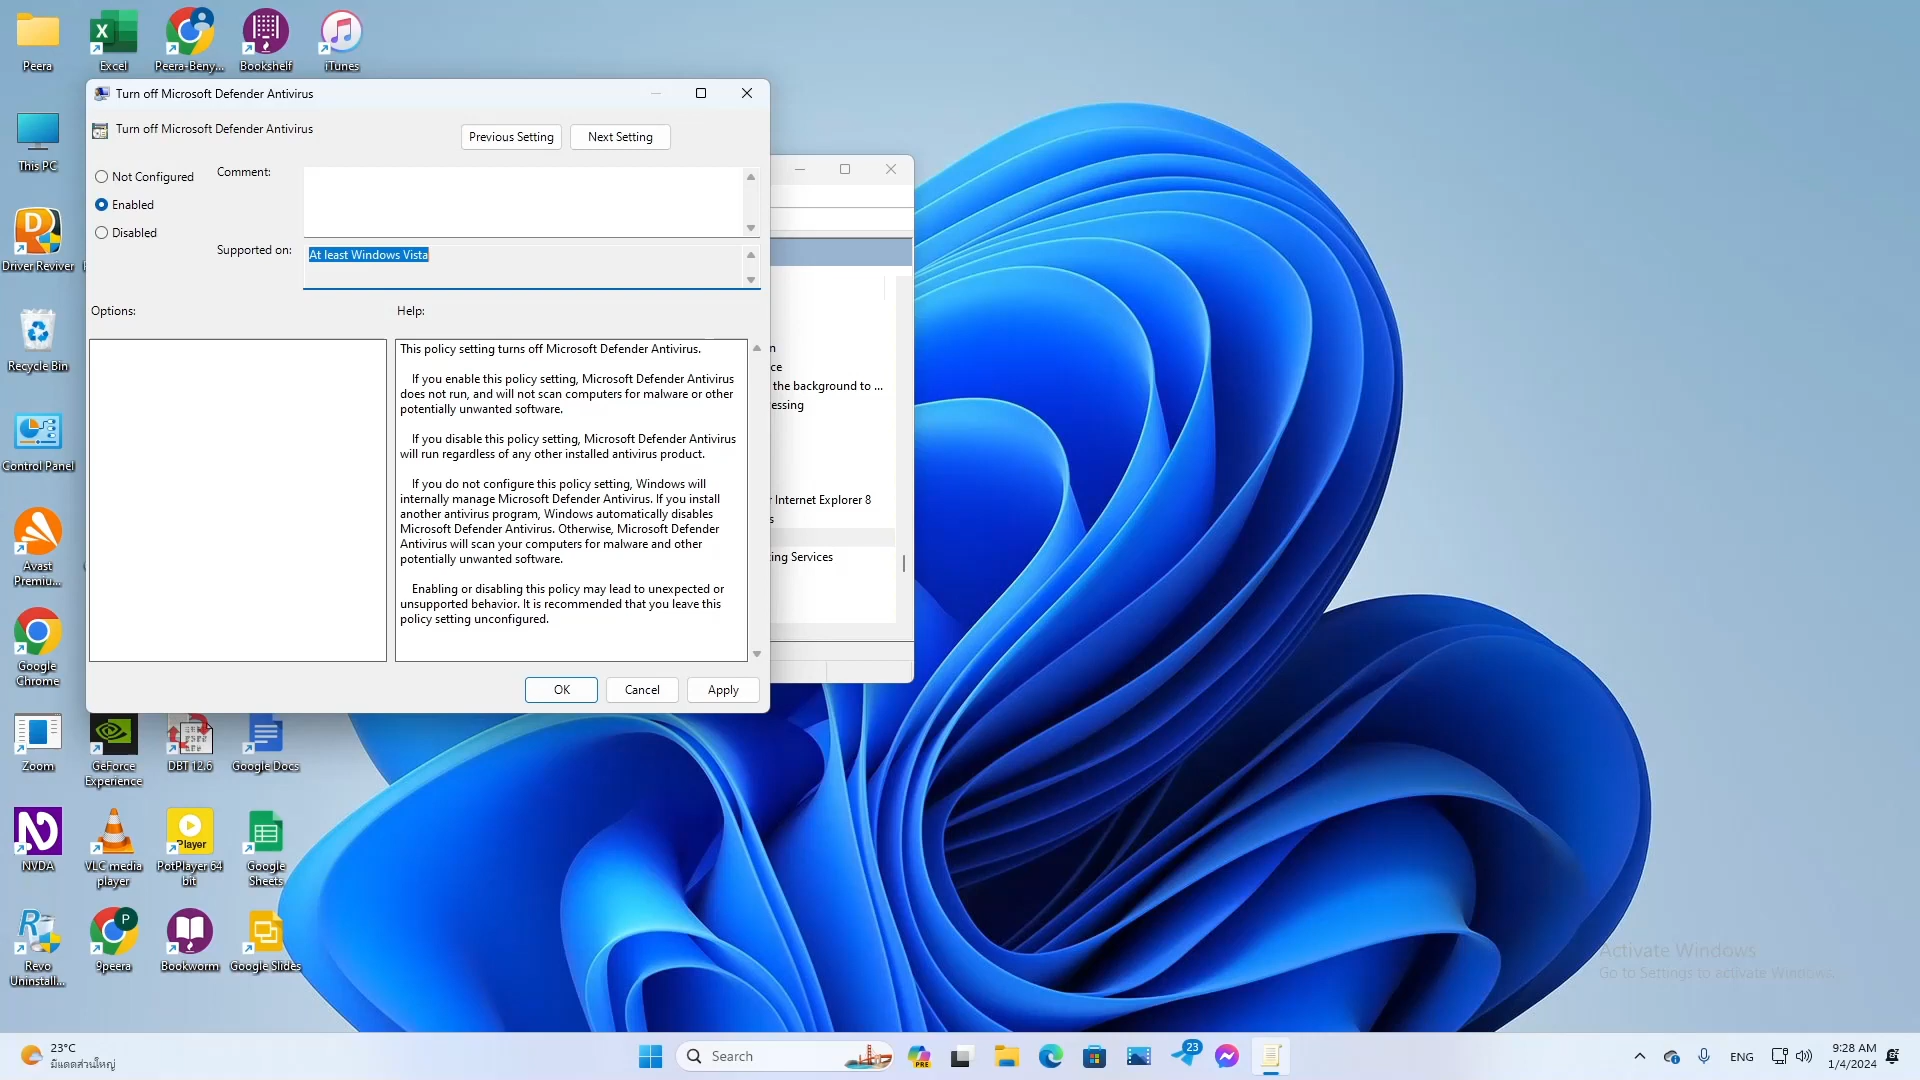 Peera
Excel
Peera-Beny...
Bookshelf
iTunes
This PC
Driver Reviver
Recycle Bin
Control Panel
Avast
Premiu...
Google
Chrome
Zoom
GeForce
Experience
DBT 12.6
Google Docs
NVDA
VLC media
player
Player
PotPlayer 64
bit
Google
Sheets
Revo
Uninstall...
P
9peera
Bookworm
Google Slides
Turn off Microsoft Defender Antivirus
Turn off Microsoft Defender Antivirus
Previous Setting
Next Setting
Not Configured
Enabled
Disabled
Comment:
Supported on:
At least Windows Vista
Options:
Help:
This policy setting turns off Microsoft Defender Antivirus.
If you enable this policy setting, Microsoft Defender Antivirus
does not run, and will not scan computers for malware or other
potentially unwanted software.
If you disable this policy setting, Microsoft Defender Antivirus
will run regardless of any other installed antivirus product.
If you do not configure this policy setting, Windows will
internally manage Microsoft Defender Antivirus. If you install
another antivirus program, Windows automatically disables
Microsoft Defender Antivirus. Otherwise, Microsoft Defender
Antivirus will scan your computers for malware and other
potentially unwanted software.
Enabling or disabling this policy may lead to unexpected or
unsupported behavior. It is recommended that you leave this
policy setting unconfigured.
OK
Cancel
Apply
the background to ...
essing
Internet Explorer 8
ing Services
Activate Windows
Go to Settings to activate Windows.
23°C
มีแดดส่วนใหญ่
Search
PRE
23
ENG
9:28 AM
1/4/2024